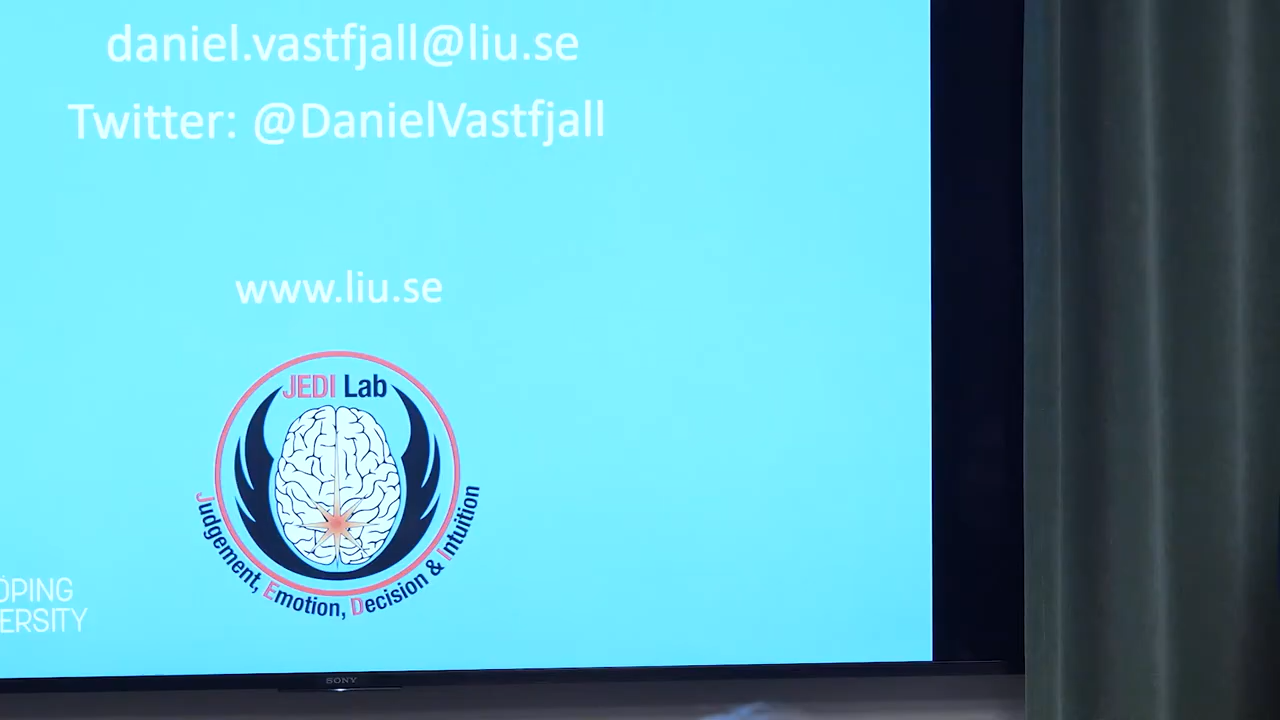 daniel.vastfjall@liu.se
Twitter: @DanielVastfjall
www.liu.se
JEDI Lab
Judgement, Emotion, Decision & Intuition
ÖPING
ERSITY
SONY